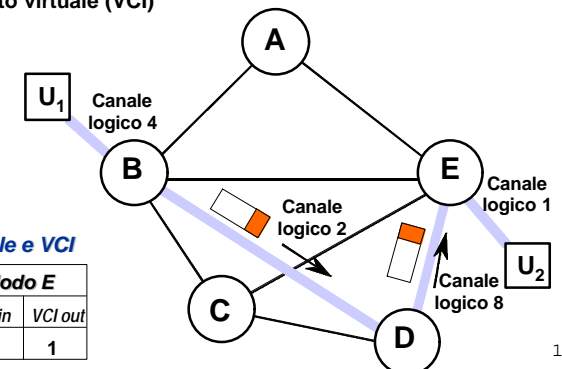 to virtuale (VCI)
A
U1
Canale
logico 4
B
E
Canale
logico 1
Canale
logico 2
le e VCI
odo E
in VCI out
1
U2
Canale
logico 8
C
D
1